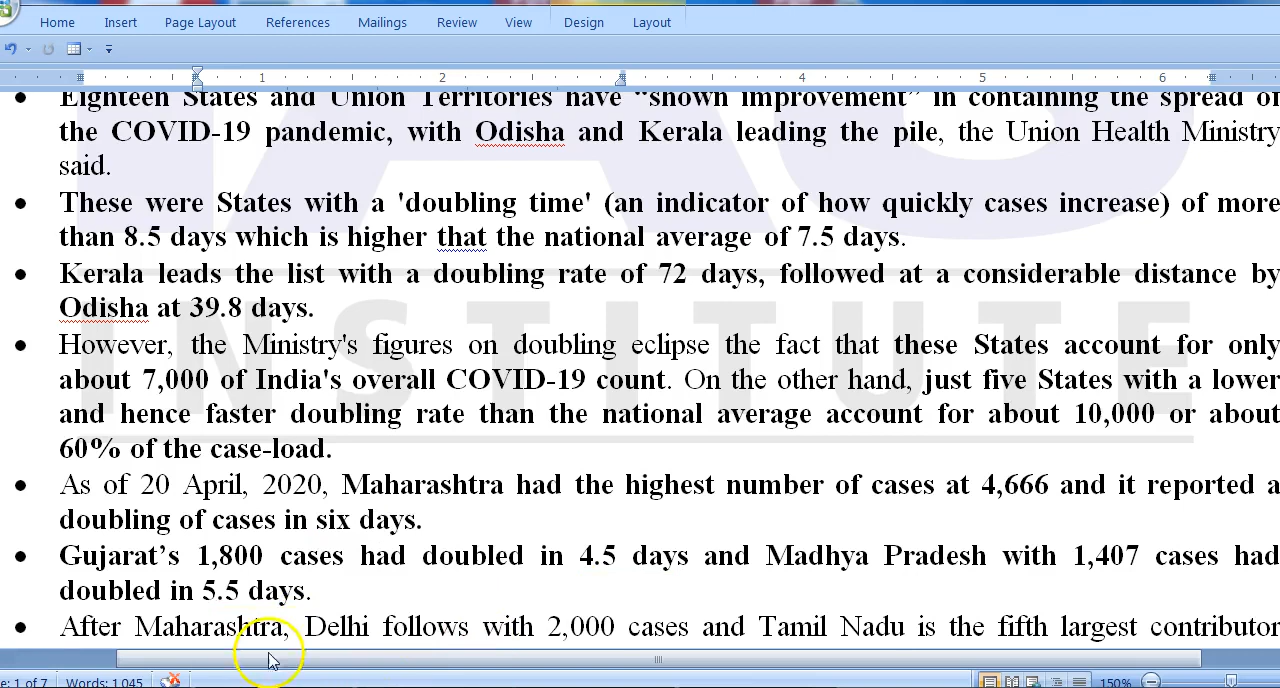 Home Insert Page Layout References Mailings Review View Design Layout
1 2 4 5 6
Eighteen States and Union Territories have “shown improvement” in containing the spread of
the COVID-19 pandemic, with Odisha and Kerala leading the pile, the Union Health Ministry
said.
These were States with a 'doubling time' (an indicator of how quickly cases increase) of more
than 8.5 days which is higher that the national average of 7.5 days.
Kerala leads the list with a doubling rate of 72 days, followed at a considerable distance by
Odisha at 39.8 days.
However, the Ministry's figures on doubling eclipse the fact that these States account for only
about 7,000 of India's overall COVID-19 count. On the other hand, just five States with a lower
and hence faster doubling rate than the national average account for about 10,000 or about
60% of the case-load.
As of 20 April, 2020, Maharashtra had the highest number of cases at 4,666 and it reported a
doubling of cases in six days.
Gujarat’s 1,800 cases had doubled in 4.5 days and Madhya Pradesh with 1,407 cases had
doubled in 5.5 days.
After Maharashtra, Delhi follows with 2,000 cases and Tamil Nadu is the fifth largest contributor
IAS
INSTITUTE
e: 1 of 7 Words: 1,045 150%